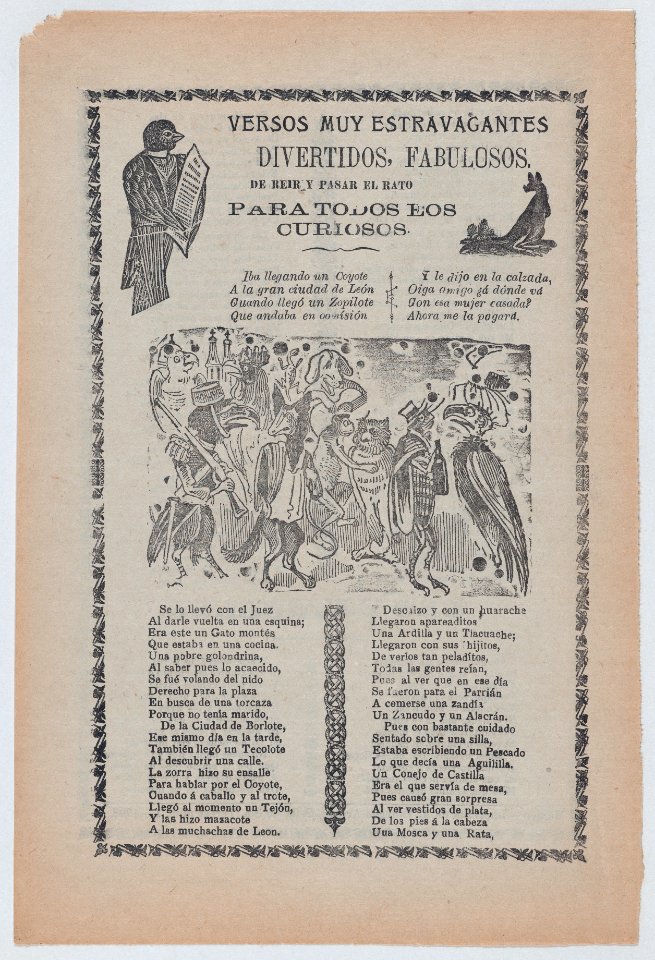 VERSOS MUY ESTRAVAGANTES
DIVERTIDOS, FABULOSOS,
DE REIR Y PASAR EL RATO
PARA TODOS LOS
CURIOSOS.
Iba llegando un Coyote
A la gran ciudad de León
Cuando llegó un Zopilote
Que andaba en comisión
Y le dijo en la calzada,
Oiga amigo ¿á dónde vá
Con esa mujer casada?
Ahora me la pagará.
Se lo llevó con el Juez
Al darle vuelta en una esquina;
Era este un Gato montés
Que estaba en una cocina.
Una pobre golondrina,
Al saber pues lo acaecido,
Se fué volando del nido
Derecho para la plaza
En busca de una torcaza
Porque no tenia marido,
De la Ciudad de Borlote,
Ese mismo día en la tarde,
También llegó un Tecolote
Al descubrir una calle.
La zorra hizo su ensalle
Para hablar por el Coyote,
Cuando á caballo y al trote,
Llegó al momento un Tejón,
Y las hizo mazacote
A las muchachas de Leon.
Descalzo y con un huarache
Llegaron apareaditos
Una Ardilla y un Tlacuache;
Llegaron con sus hijitos,
De verlos tan peladitos,
Todas las gentes reían,
Pues al ver que en ese día
Se fueron para el Parrián
A comerse una zandía
Un Zancudo y un Alacrán.
Pues con bastante cuidado
Sentado sobre una silla,
Estaba escribiendo un Pescado
Lo que decía una Aguililla.
Un Conejo de Castilla
Era el que servía de mesa,
Pues causó gran sorpresa
Al ver vestidos de plata,
De los pies á la cabeza
Una Mosca y una Rata,